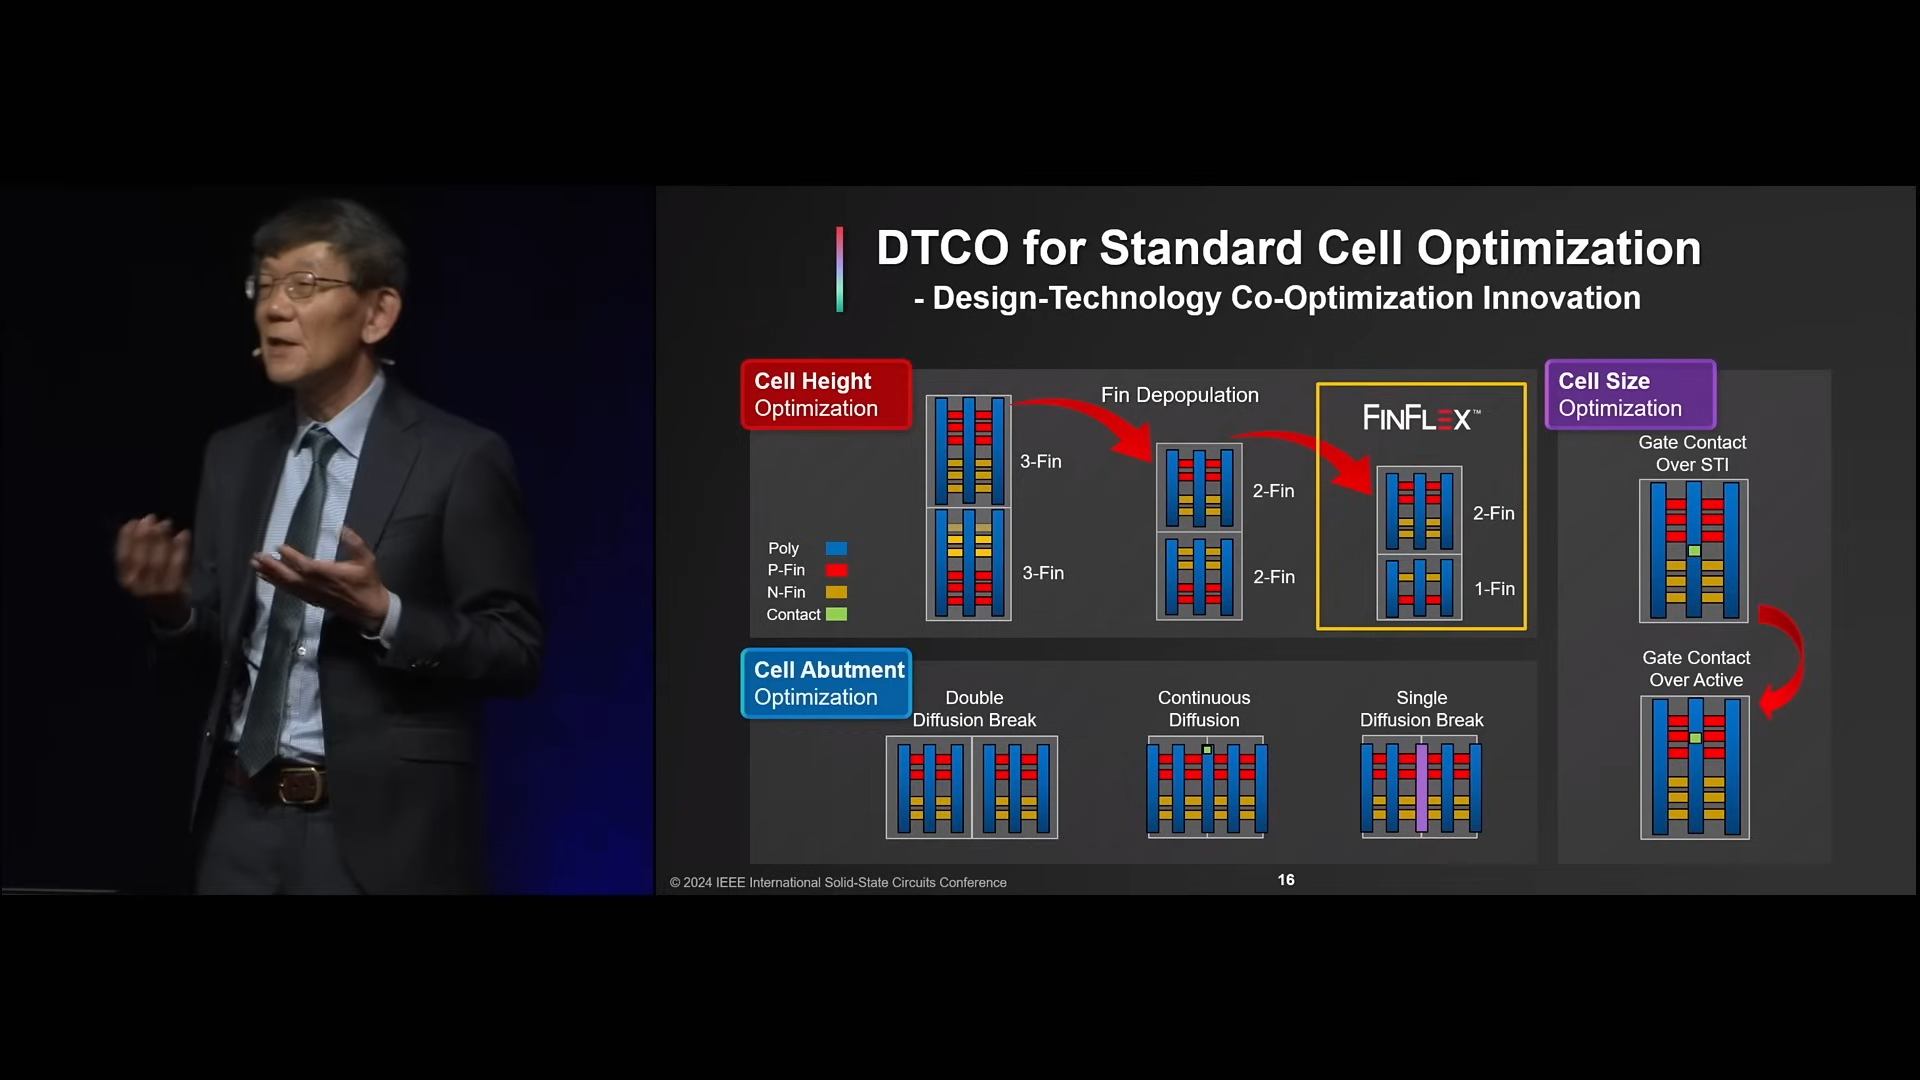 DTCO for Standard Cell Optimization
- Design-Technology Co-Optimization Innovation
Cell Height
Optimization
Fin Depopulation
FINFLEX™
3-Fin
3-Fin
2-Fin
2-Fin
2-Fin
1-Fin
Poly
P-Fin
N-Fin
Contact
Cell Size
Optimization
Gate Contact
Over STI
Gate Contact
Over Active
Cell Abutment
Optimization
Double
Diffusion Break
Continuous
Diffusion
Single
Diffusion Break
© 2024 IEEE International Solid-State Circuits Conference
16